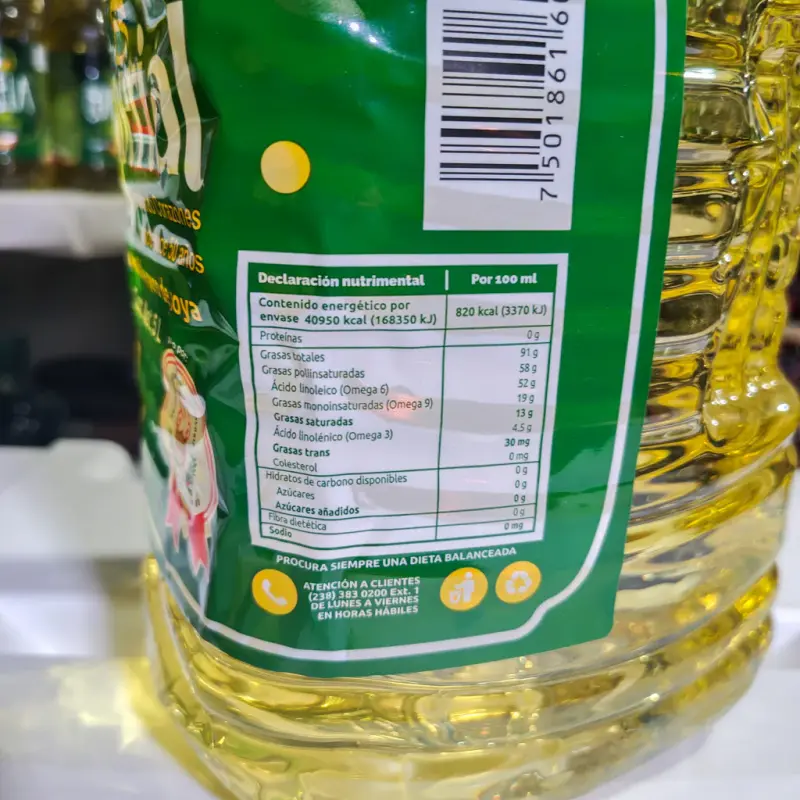 7 501861 6
Declaración nutrimental | Por 100 ml
Contenido energético por
envase 40950 kcal (168350 kJ) 820 kcal (3370 kJ)
Proteínas 0 g
Grasas totales 91 g
Grasas poliinsaturadas 58 g
Ácido linoleico (Omega 6) 52 g
Grasas monoinsaturadas (Omega 9) 19 g
Grasas saturadas 13 g
Ácido linolénico (Omega 3) 4,5 g
Grasas trans 30 mg
Colesterol 0 mg
Hidratos de carbono disponibles 0 g
Azúcares 0 g
Azúcares añadidos 0 g
Fibra dietética 0 g
Sodio 0 mg
PROCURA SIEMPRE UNA DIETA BALANCEADA
ATENCIÓN A CLIENTES
(238) 383 0200 Ext. 1
DE LUNES A VIERNES
EN HORAS HÁBILES